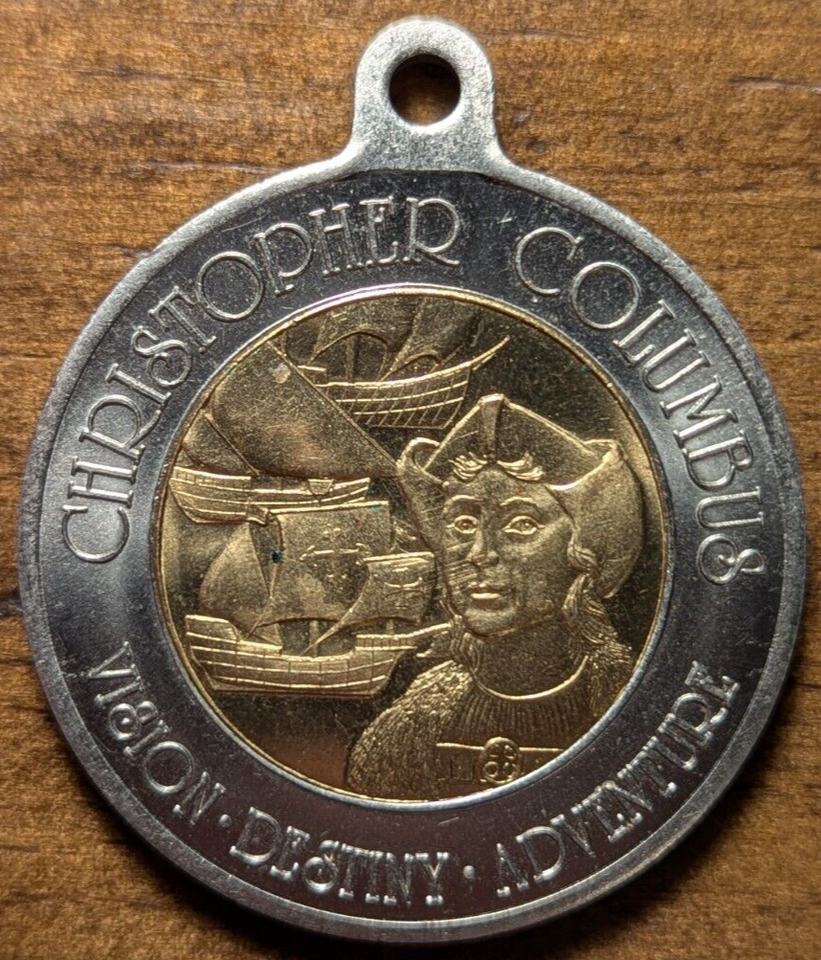 CHRISTOPHER COLUMBUS
VISION · DESTINY · ADVENTURE